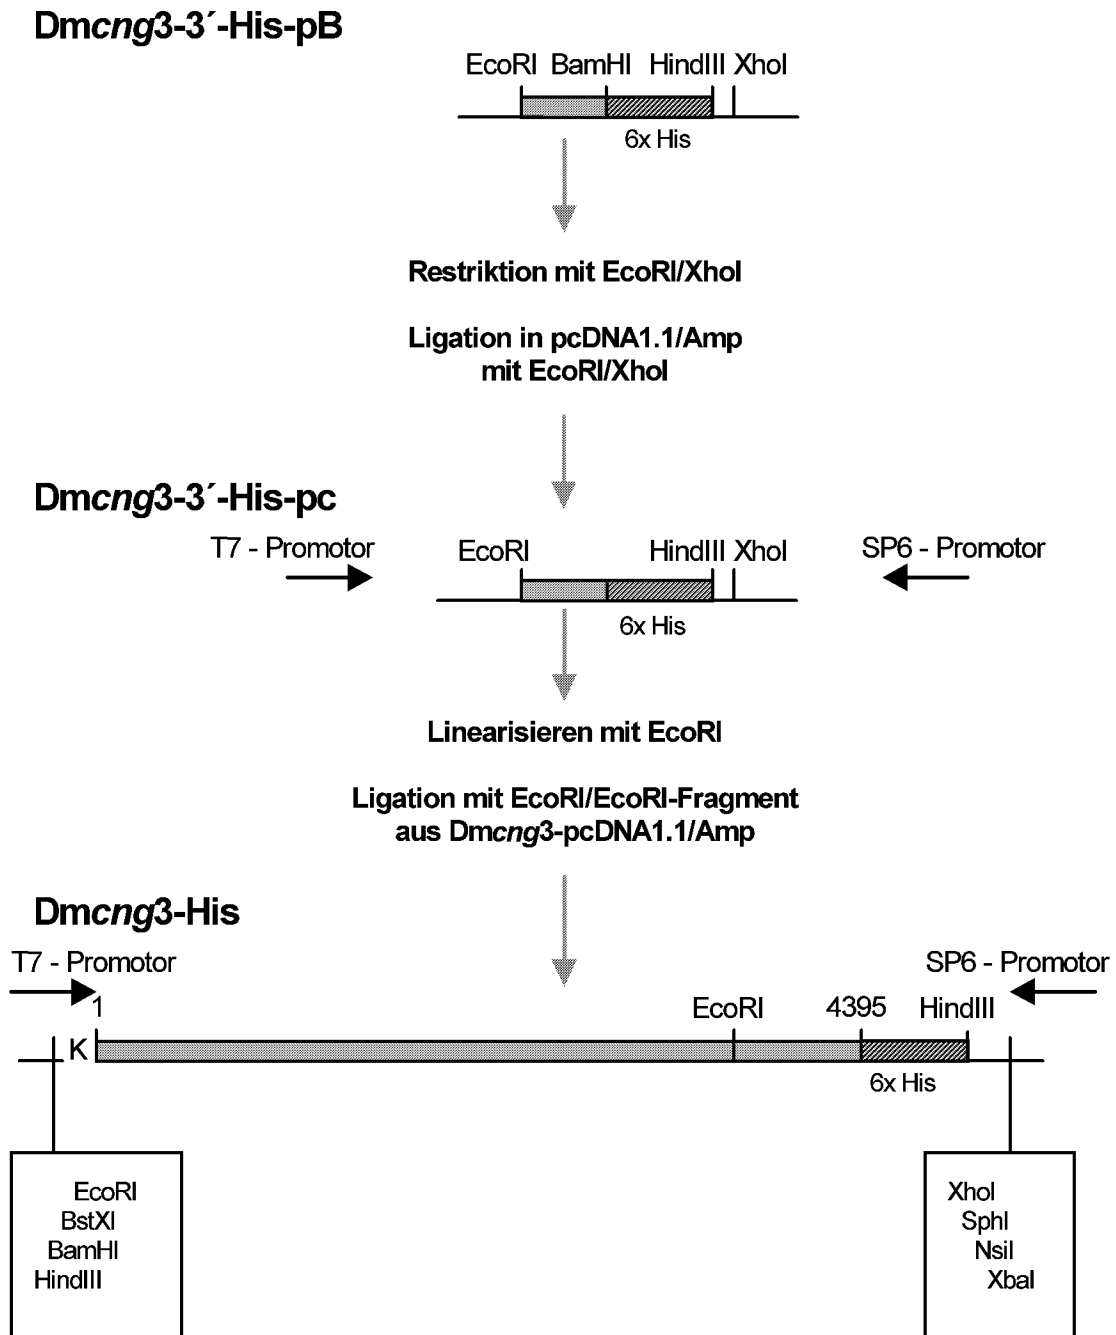 Dmcng3-3´-His-pB
EcoRI BamHI HindIII XhoI
6x His
Restriktion mit EcoRI/XhoI
Ligation in pcDNA1.1/Amp
mit EcoRI/XhoI
Dmcng3-3´-His-pc
T7 - Promotor EcoRI HindIII XhoI SP6 - Promotor
6x His
Linearisieren mit EcoRI
Ligation mit EcoRI/EcoRI-Fragment
aus Dmcng3-pcDNA1.1/Amp
Dmcng3-His
T7 - Promotor SP6 - Promotor
1 EcoRI 4395 HindIII
K
6x His
EcoRI
BstXI
BamHI
HindIII
XhoI
SphI
NsiI
XbaI